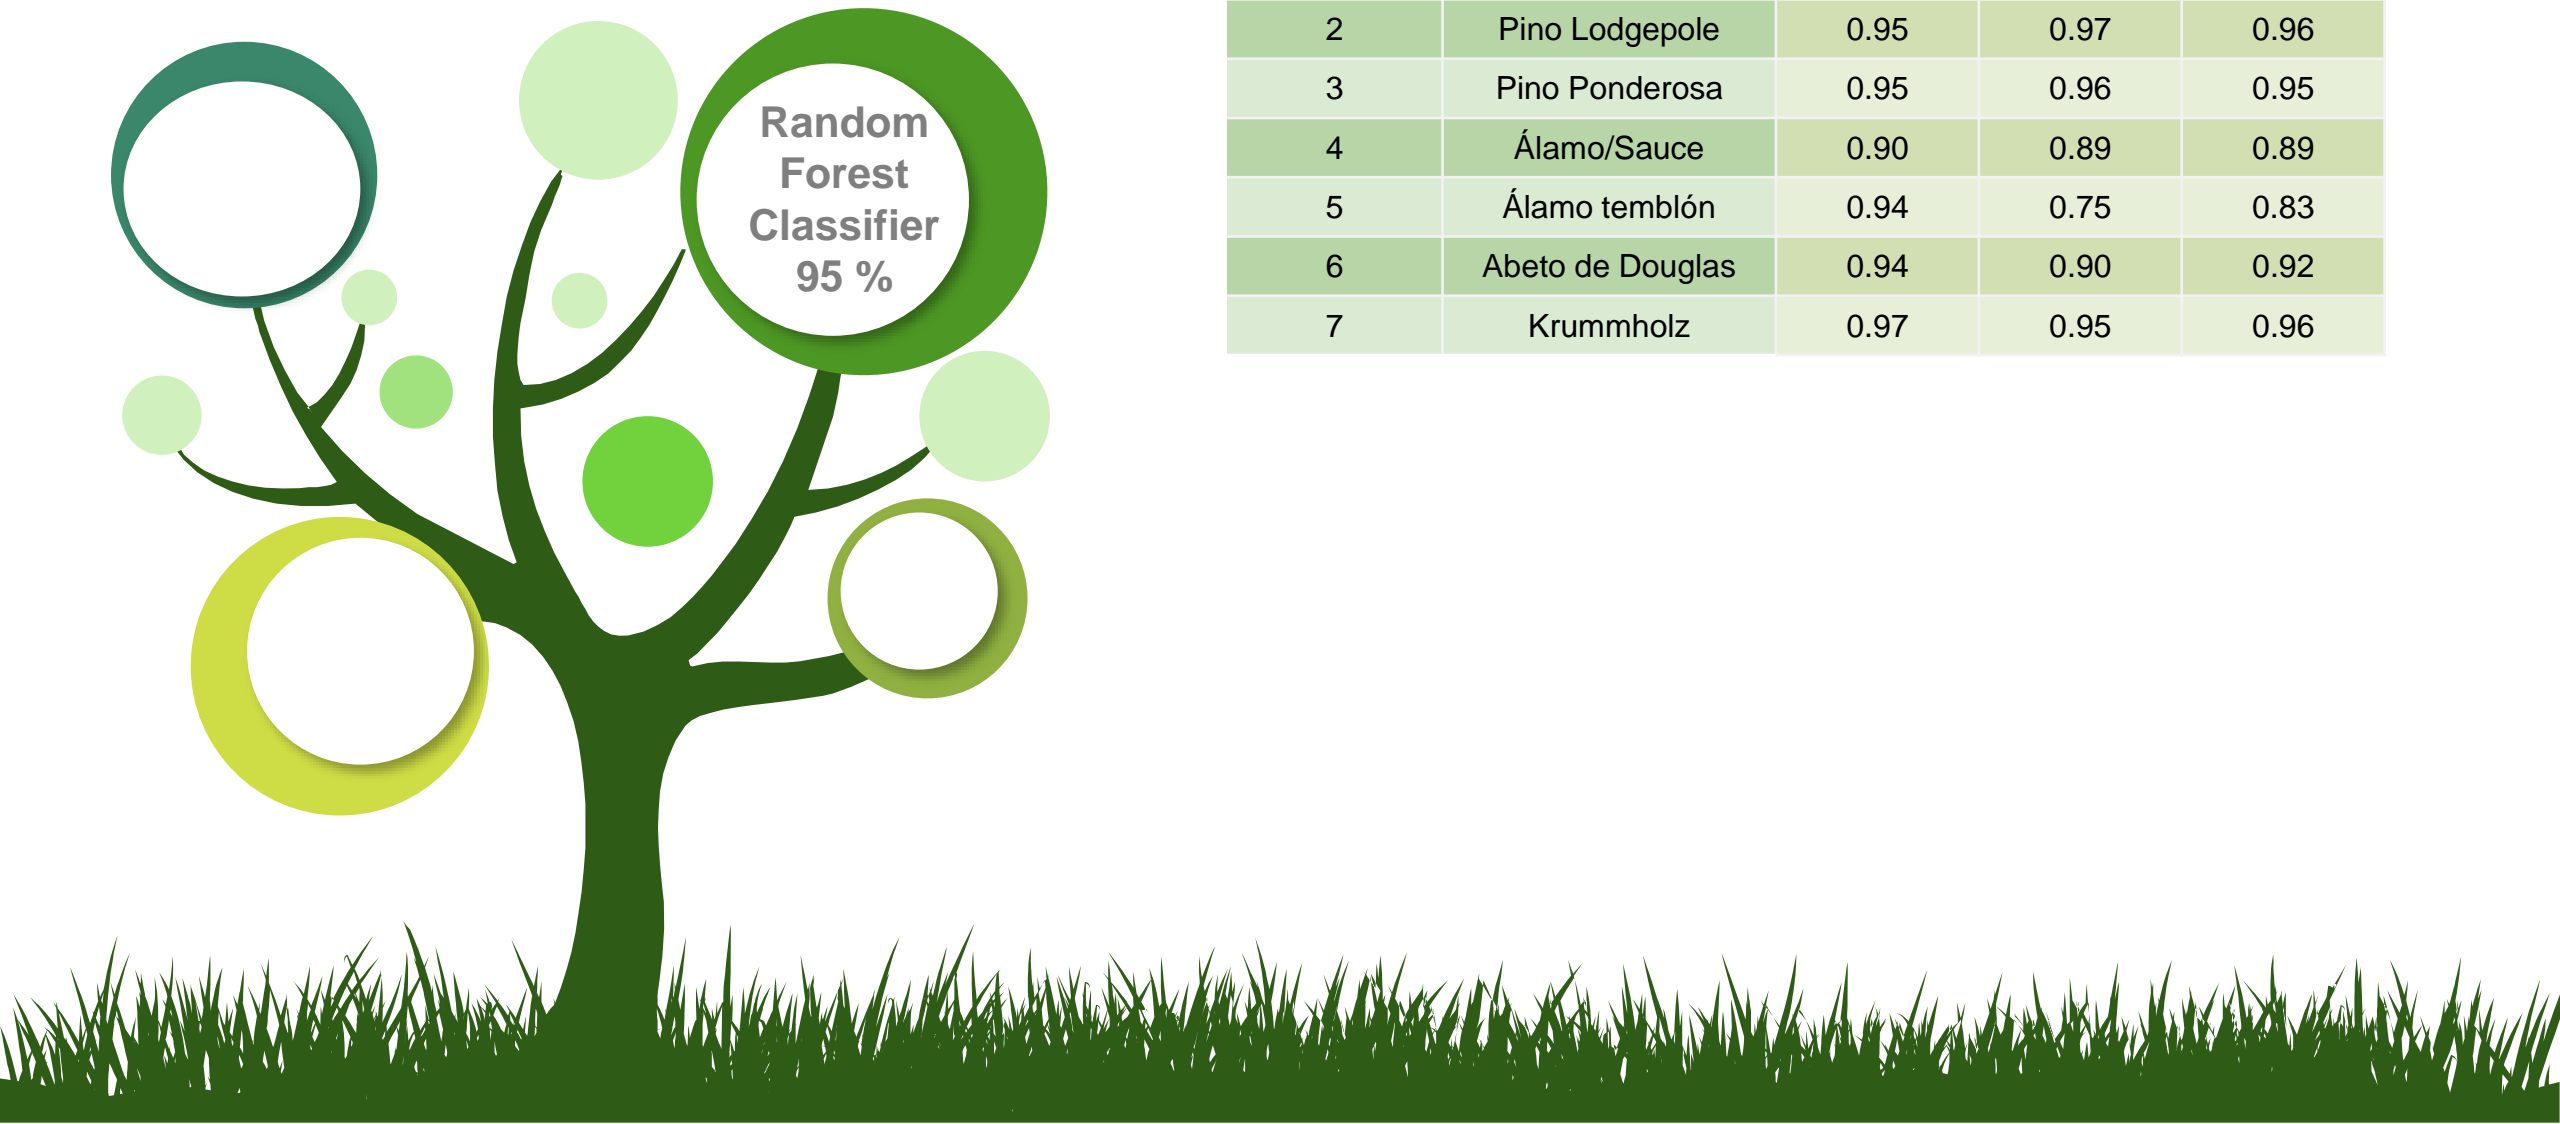 Random
Forest
Classifier
95 %
2 Pino Lodgepole 0.95 0.97 0.96
3 Pino Ponderosa 0.95 0.96 0.95
4 Álamo/Sauce 0.90 0.89 0.89
5 Álamo temblón 0.94 0.75 0.83
6 Abeto de Douglas 0.94 0.90 0.92
7 Krummholz 0.97 0.95 0.96